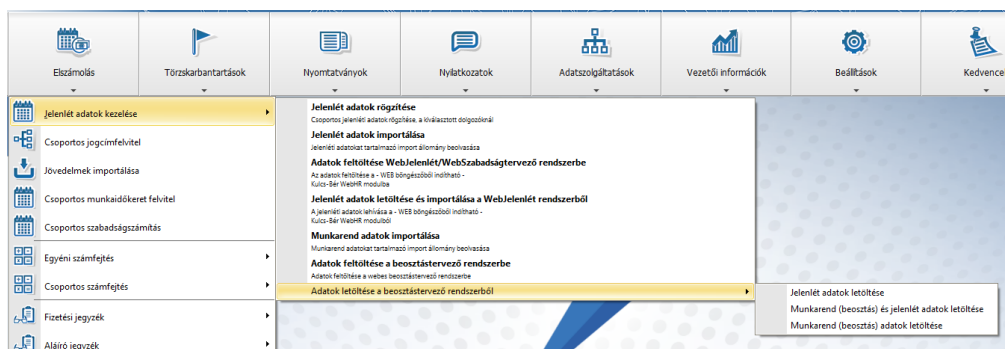 Elszámolás
Törzskarbantartások
Nyomtatványok
Nyilatkozatok
Adatszolgáltatások
Vezetői információk
Beállítások
Kedvence
Jelenlét adatok kezelése
Csoportos jogcímfelvitel
Jövedelmek importálása
Csoportos munkaidőkeret felvitel
Csoportos szabadságszámítás
Egyéni számfejtés
Csoportos számfejtés
Fizetési jegyzék
Aláíró jegyzék
Jelenlét adatok rögzítése
Csoportos jelenléti adatok rögzítése, a kiválasztott dolgozóknál
Jelenlét adatok importálása
Jelenléti adatokat tartalmazó import állomány beolvasása
Adatok feltöltése WebJelenlét/WebSzabadságtervező rendszerbe
Az adatok feltöltése a - WEB böngészőből indítható -
Kulcs-Bér WebHR modulba
Jelenlét adatok letöltése és importálása a WebJelenlét rendszerből
A jelenléti adatok lehívása a - WEB böngészőből indítható -
Kulcs-Bér WebHR modulból
Munkarend adatok importálása
Munkarend adatokat tartalmazó import állomány beolvasása
Adatok feltöltése a beosztástervező rendszerbe
Adatok feltöltése a webes beosztástervező rendszerbe
Adatok letöltése a beosztástervező rendszerből
Jelenlét adatok letöltése
Munkarend (beosztás) és jelenlét adatok letöltése
Munkarend (beosztás) adatok letöltése